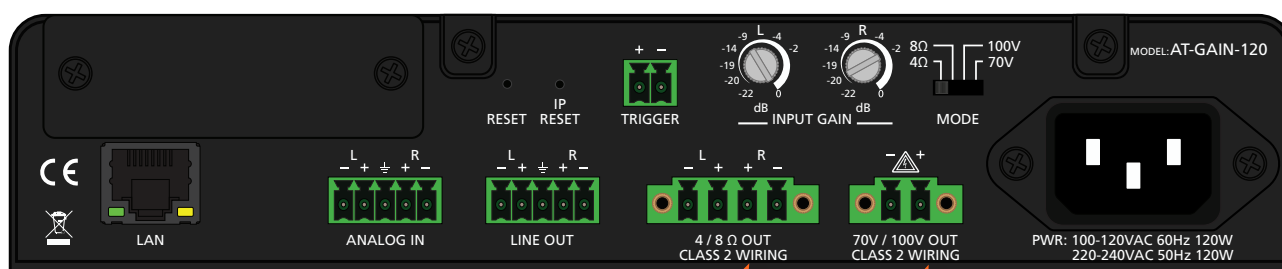 MODEL: AT-GAIN-120
L
-9 -4
-14 -2
-19
-20
-22 0
dB
R
-9 -4
-14 -2
-19
-20
-22 0
dB
INPUT GAIN
8Ω 100V
4Ω 70V
MODE
+ -
TRIGGER
RESET
IP
RESET
CE
LAN
L R
- + + -
ANALOG IN
L R
- + + -
LINE OUT
L R
- + + -
4 / 8 Ω OUT
CLASS 2 WIRING
- +
70V / 100V OUT
CLASS 2 WIRING
PWR: 100-120VAC 60Hz 120W
220-240VAC 50Hz 120W